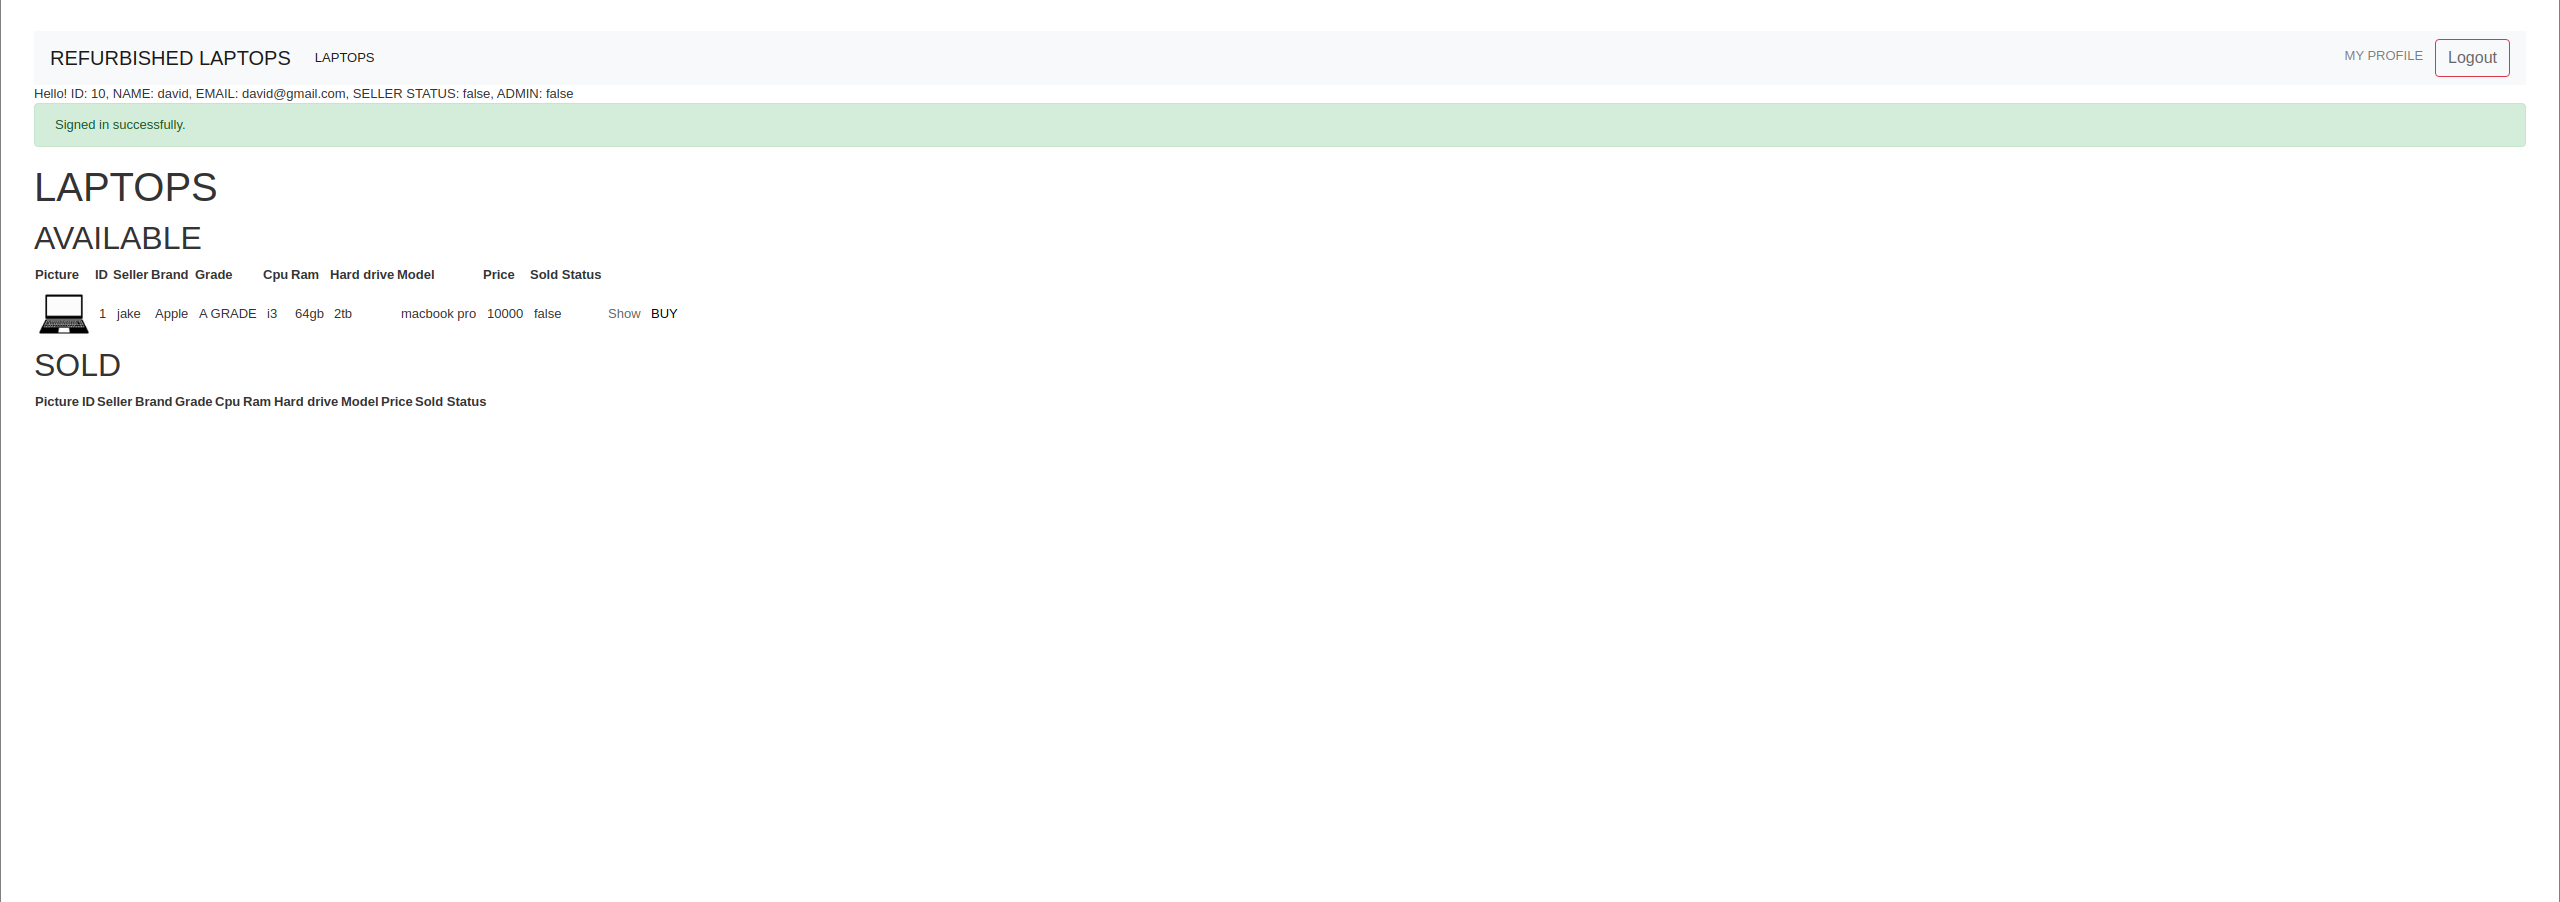 REFURBISHED LAPTOPS LAPTOPS MY PROFILE Logout
Hello! ID: 10, NAME: david, EMAIL: david@gmail.com, SELLER STATUS: false, ADMIN: false
Signed in successfully.
LAPTOPS
AVAILABLE
Picture ID Seller Brand Grade Cpu Ram Hard drive Model Price Sold Status
1 jake Apple A GRADE i3 64gb 2tb macbook pro 10000 false Show BUY
SOLD
Picture ID Seller Brand Grade Cpu Ram Hard drive Model Price Sold Status